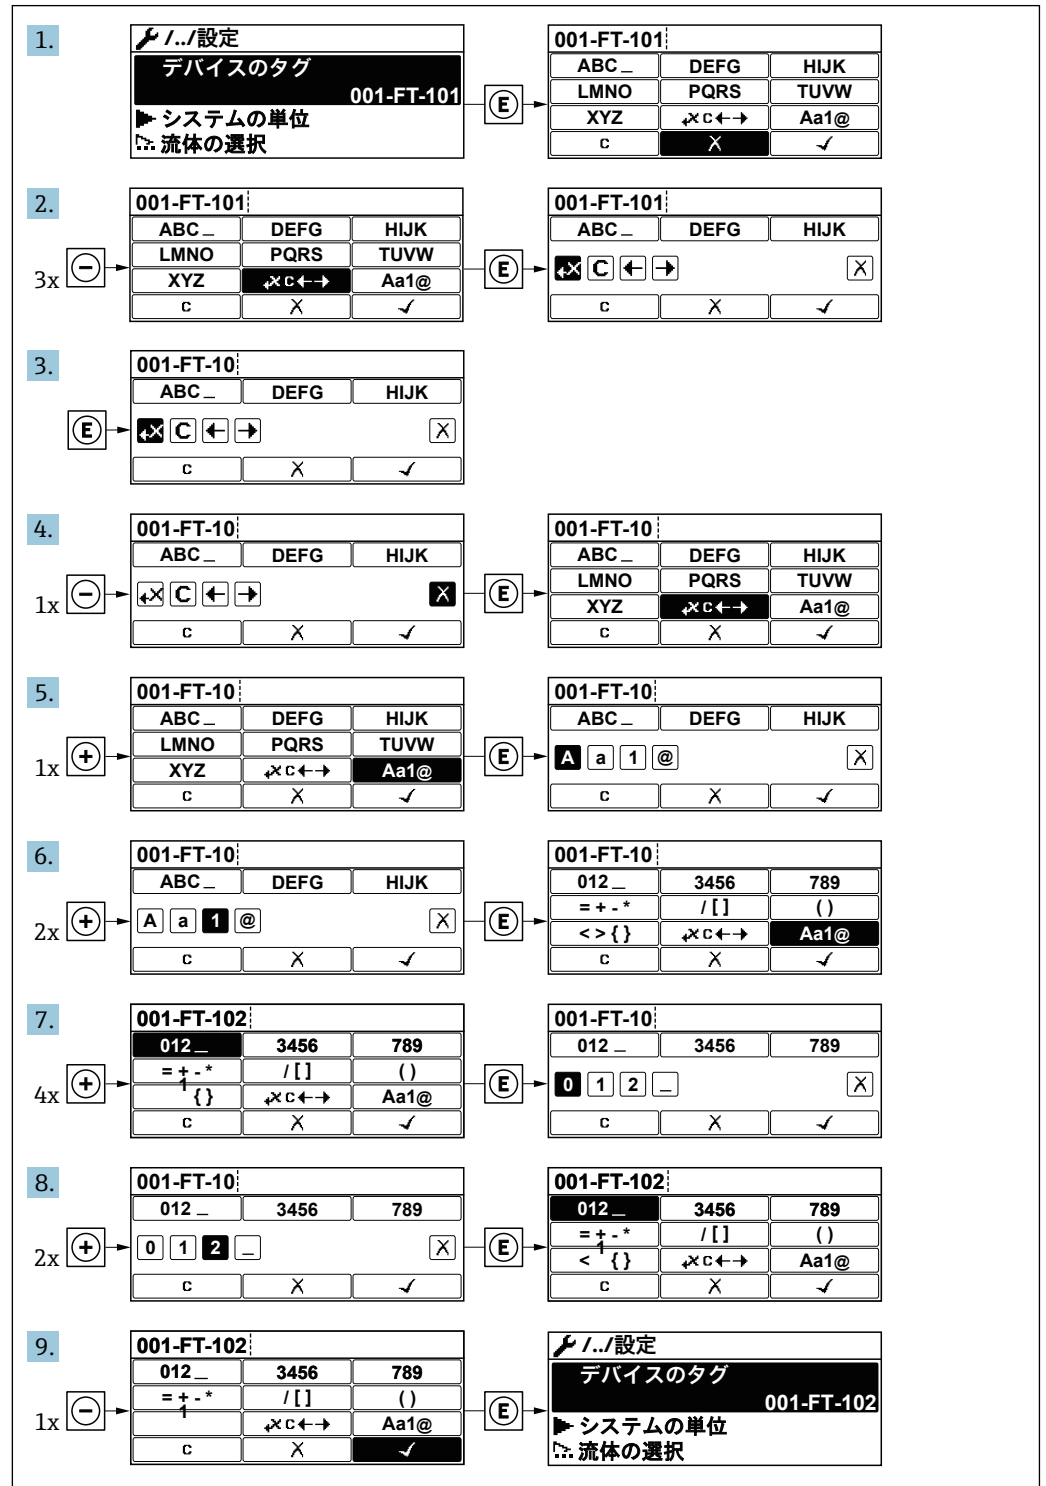 1.
/../設定
デバイスのタグ
001-FT-101
システムの単位
流体の選択
E
001-FT-101
ABC_ DEFG HIJK
LMNO PQRS TUVW
XYZ C Aa1@
C X ✓
2.
3x
001-FT-101
ABC_ DEFG HIJK
LMNO PQRS TUVW
XYZ C Aa1@
C X ✓
E
001-FT-101
ABC_ DEFG HIJK
C X
C X ✓
3.
E
001-FT-10
ABC_ DEFG HIJK
C X
C X ✓
4.
1x
001-FT-10
ABC_ DEFG HIJK
C X
C X ✓
E
001-FT-10
ABC_ DEFG HIJK
LMNO PQRS TUVW
XYZ C Aa1@
C X ✓
5.
1x
001-FT-10
ABC_ DEFG HIJK
LMNO PQRS TUVW
XYZ C Aa1@
C X ✓
E
001-FT-10
ABC_ DEFG HIJK
A a 1 @ X
C X ✓
6.
2x
001-FT-10
ABC_ DEFG HIJK
A a 1 @ X
C X ✓
E
001-FT-10
012_ 3456 789
= + - * / [ ] ( )
< > { } C Aa1@
C X ✓
7.
4x
001-FT-102
012_ 3456 789
= + - * / [ ] ( )
1 { } C Aa1@
C X ✓
E
001-FT-10
012_ 3456 789
0 1 2 _ X
C X ✓
8.
2x
001-FT-10
012_ 3456 789
0 1 2 _ X
C X ✓
E
001-FT-102
012_ 3456 789
= + - * / [ ] ( )
< 1 { } C Aa1@
C X ✓
9.
1x
001-FT-102
012_ 3456 789
= + - * / [ ] ( )
1 C Aa1@
C X ✓
E
/../設定
デバイスのタグ
001-FT-102
システムの単位
流体の選択